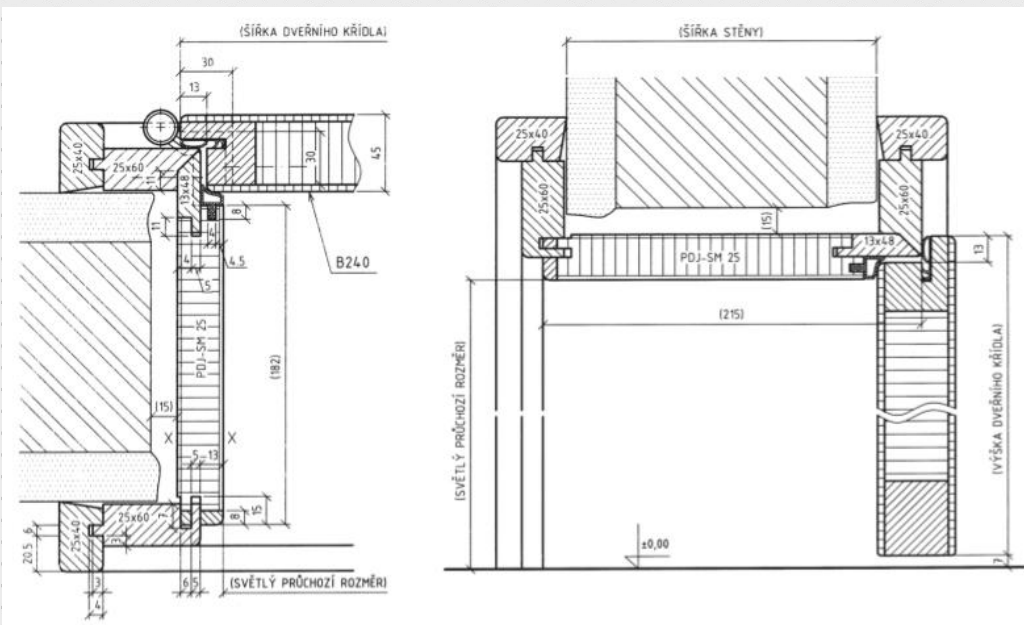 (ŠÍŘKA DVEŘNÍHO KŘÍDLA)
30
13
25x40
25x60
11
13x48
30
45
8
11
4
4
4.5
5
B240
PDJ-SM 25
(182)
(15)
X
X
5
13
15
7
8
25x60
25x40
6
3
20.5
3
4
6
5
(SVĚTLÝ PRŮCHOZÍ ROZMĚR)
(ŠÍŘKA STĚNY)
25x40
25x40
25x60
25x60
(15)
13x48
13
PDJ-SM 25
(215)
(SVĚTLÝ PRŮCHOZÍ ROZMĚR)
(VÝŠKA DVEŘNÍHO KŘÍDLA)
±0,00
7